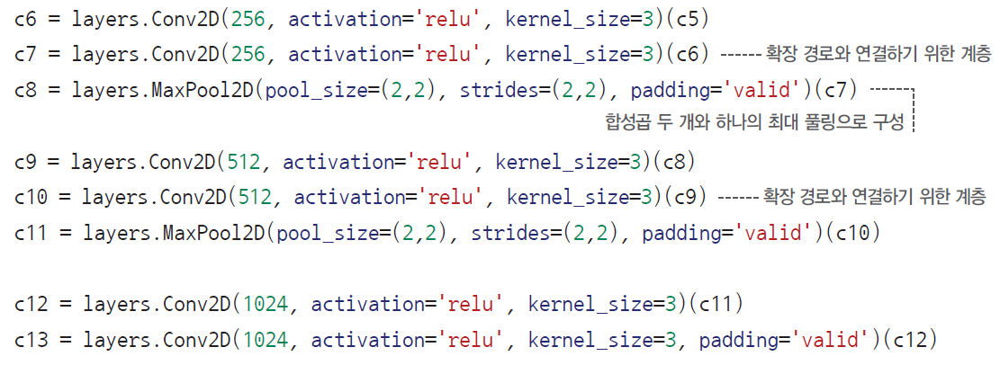 c6 = layers.Conv2D(256, activation='relu', kernel_size=3)(c5)
c7 = layers.Conv2D(256, activation='relu', kernel_size=3)(c6) ------ 확장 경로와 연결하기 위한 계층
c8 = layers.MaxPool2D(pool_size=(2,2), strides=(2,2), padding='valid')(c7)
합성곱 두 개와 하나의 최대 풀링으로 구성
c9 = layers.Conv2D(512, activation='relu', kernel_size=3)(c8)
c10 = layers.Conv2D(512, activation='relu', kernel_size=3)(c9) ------ 확장 경로와 연결하기 위한 계층
c11 = layers.MaxPool2D(pool_size=(2,2), strides=(2,2), padding='valid')(c10)
c12 = layers.Conv2D(1024, activation='relu', kernel_size=3)(c11)
c13 = layers.Conv2D(1024, activation='relu', kernel_size=3, padding='valid')(c12)